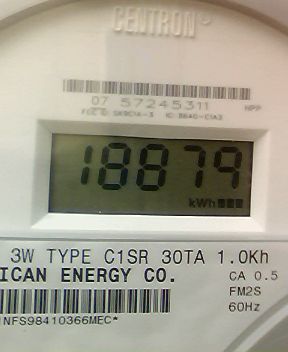 CENTRON
07 57245311
NPP
18879
kWh
3W TYPE C1SR 30TA 1.0Kh
ICAN ENERGY CO.
CA 0.5
FM2S
60Hz
NFS98410366MEC*